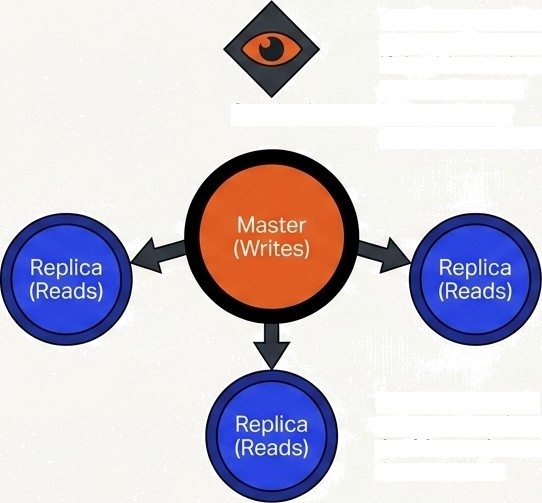 Master
(Writes)
Replica
(Reads)
Replica
(Reads)
Replica
(Reads)